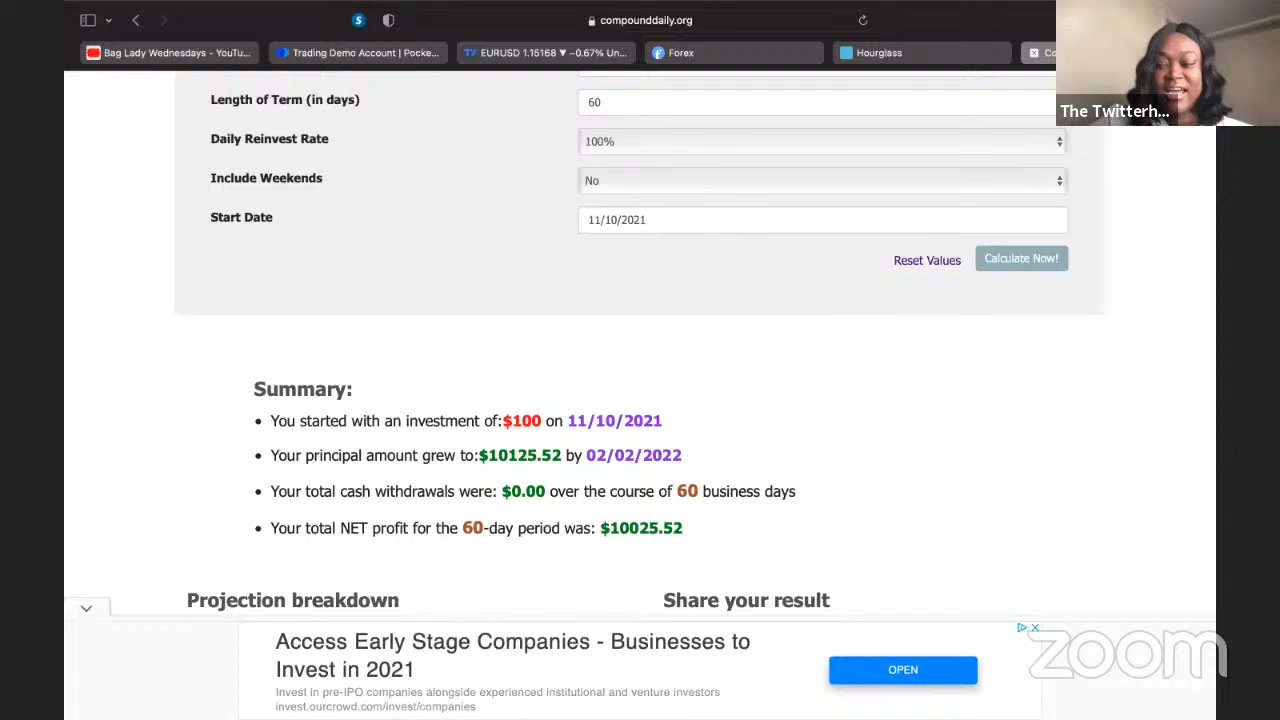 compounddaily.org
Bag Lady Wednesdays - YouTu...
Trading Demo Account | Pocke...
EURUSD 1.15168 ▼ −0.67% Un...
Forex
Hourglass
Co
The Twitterh...
Length of Term (in days)
60
Daily Reinvest Rate
100%
Include Weekends
No
Start Date
11/10/2021
Reset Values
Calculate Now!
Summary:
• You started with an investment of:$100 on 11/10/2021
• Your principal amount grew to:$10125.52 by 02/02/2022
• Your total cash withdrawals were: $0.00 over the course of 60 business days
• Your total NET profit for the 60-day period was: $10025.52
Projection breakdown
Share your result
Access Early Stage Companies - Businesses to
Invest in 2021
Invest in pre-IPO companies alongside experienced institutional and venture investors
invest.ourcrowd.com/invest/companies
OPEN
zoom